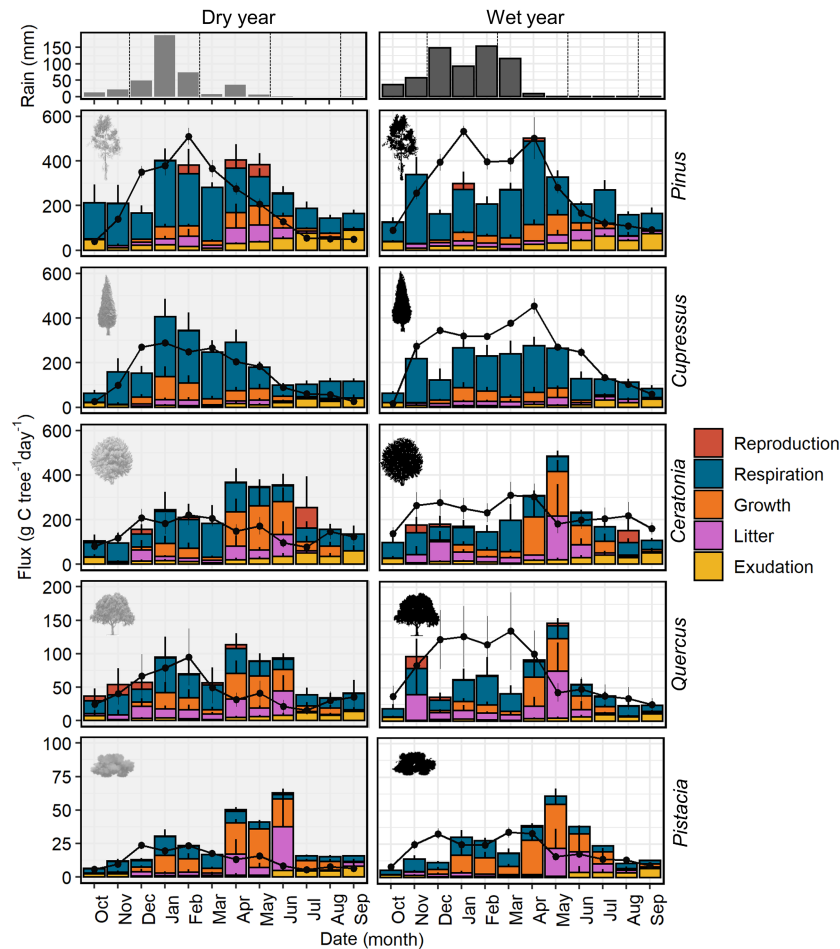 Dry year Wet year
Rain (mm)
150
100
50
0
600
400
200
0
Pinus
600
400
200
0
Cupressus
600
400
200
0
Ceratonia
200
150
100
50
0
Quercus
100
75
50
25
0
Pistacia
Flux (g C tree⁻¹day⁻¹)
Reproduction
Respiration
Growth
Litter
Exudation
Oct Nov Dec Jan Feb Mar Apr May Jun Jul Aug Sep Oct Nov Dec Jan Feb Mar Apr May Jun Jul Aug Sep
Date (month)